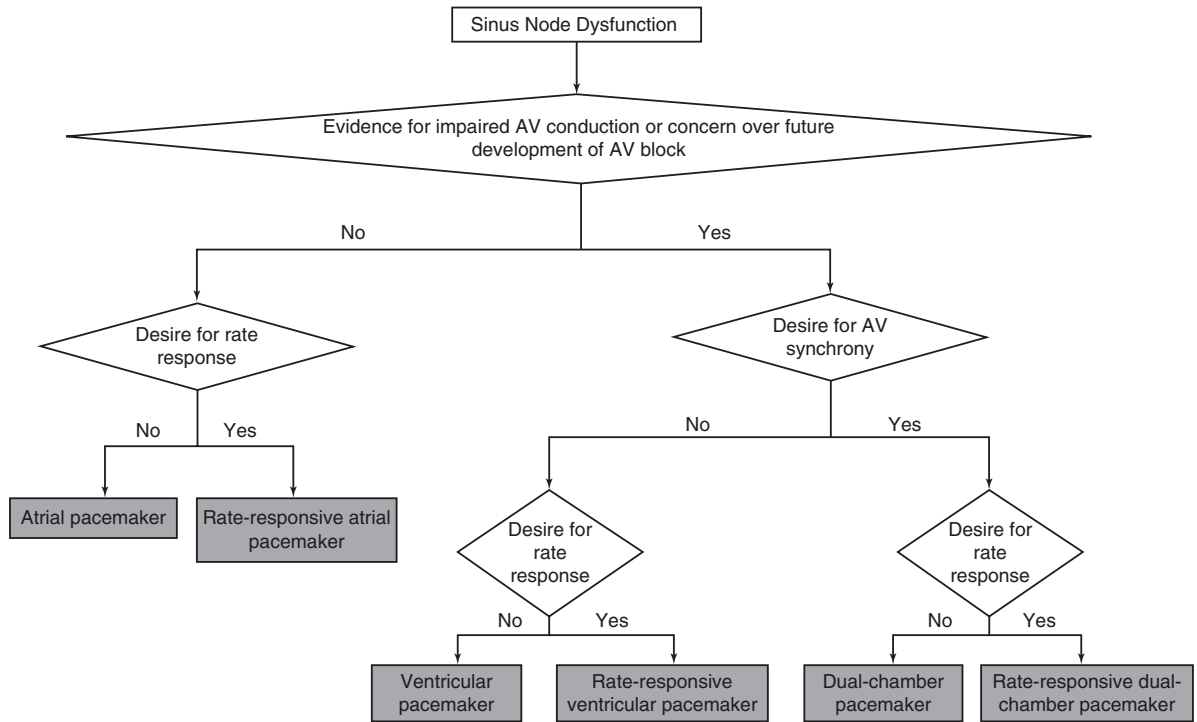 Sinus Node Dysfunction
Evidence for impaired AV conduction or concern over future
development of AV block
No
Yes
Desire for rate
response
Desire for AV
synchrony
No
Yes
No
Yes
Atrial pacemaker
Rate-responsive atrial
pacemaker
Desire for
rate
response
Desire for
rate
response
No
Yes
No
Yes
Ventricular
pacemaker
Rate-responsive
ventricular pacemaker
Dual-chamber
pacemaker
Rate-responsive dual-
chamber pacemaker